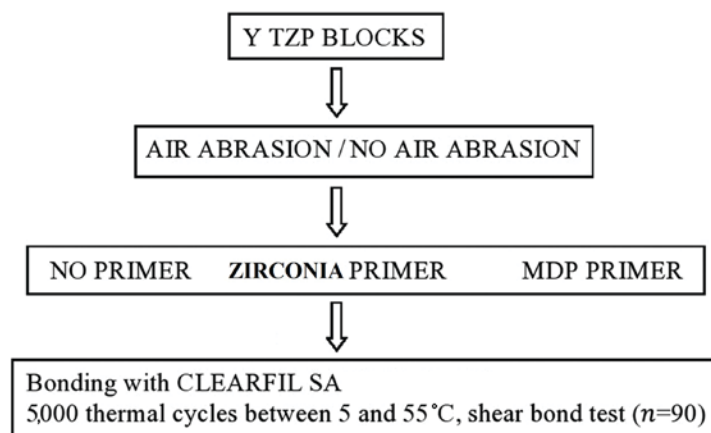 Y TZP BLOCKS
AIR ABRASION / NO AIR ABRASION
NO PRIMER ZIRCONIA PRIMER MDP PRIMER
Bonding with CLEARFIL SA
5,000 thermal cycles between 5 and 55°C, shear bond test (n=90)